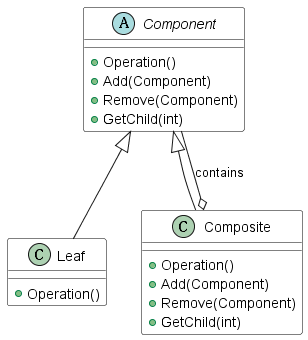 A Component
Operation()
Add(Component)
Remove(Component)
GetChild(int)
contains
C Leaf
Operation()
C Composite
Operation()
Add(Component)
Remove(Component)
GetChild(int)